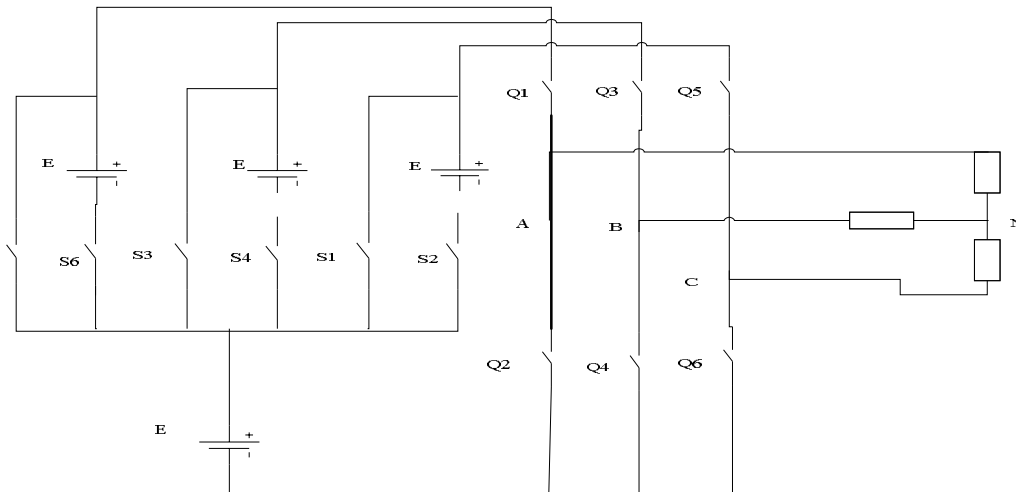 Q1 Q3 Q5
E + - E + - E + -
A B N
S6 S3 S4 S1 S2
C
Q2 Q4 Q6
E + -